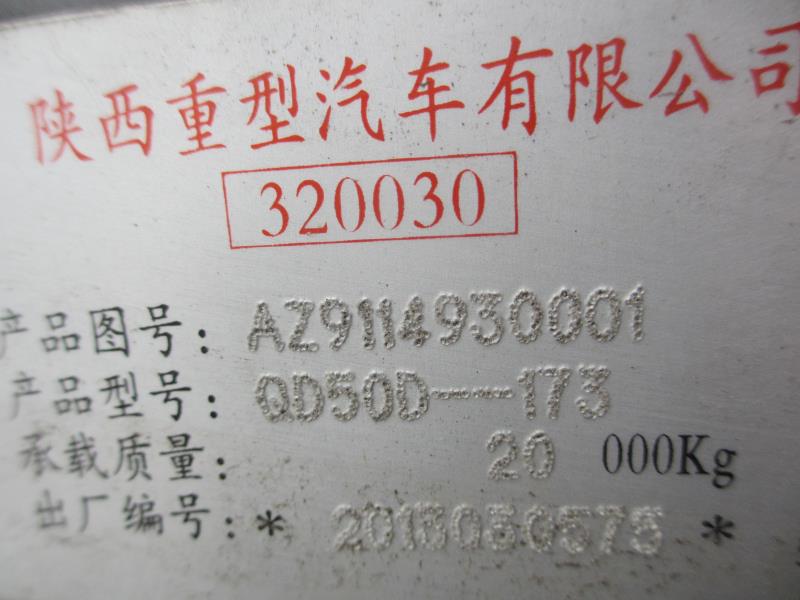 陕西重型汽车有限公司
320030
产品图号: AZ9114930001
产品型号: QD50D--173
承载质量: 20 000Kg
出厂编号: * 20130350575 *